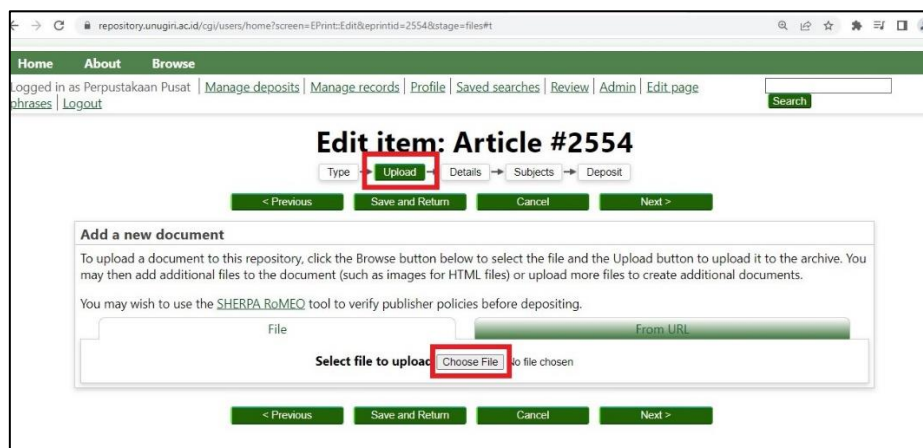 repository.unugiri.ac.id/cgi/users/home?screen=EPrint::Edit&eprintid=2554&stage=files#t
Home About Browse
Logged in as Perpustakaan Pusat | Manage deposits | Manage records | Profile | Saved searches | Review | Admin | Edit page
phrases | Logout
Search
Edit item: Article #2554
Type Upload Details Subjects Deposit
< Previous Save and Return Cancel Next >
Add a new document
To upload a document to this repository, click the Browse button below to select the file and the Upload button to upload it to the archive. You
may then add additional files to the document (such as images for HTML files) or upload more files to create additional documents.
You may wish to use the SHERPA RoMEO tool to verify publisher policies before depositing.
File From URL
Select file to upload Choose File No file chosen
< Previous Save and Return Cancel Next >